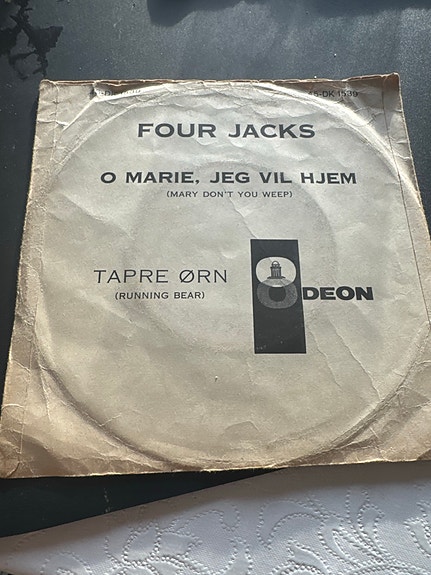 45-DK 1539
FOUR JACKS
O MARIE, JEG VIL HJEM
(MARY DON'T YOU WEEP)
TAPRE ØRN
(RUNNING BEAR)
ODEON